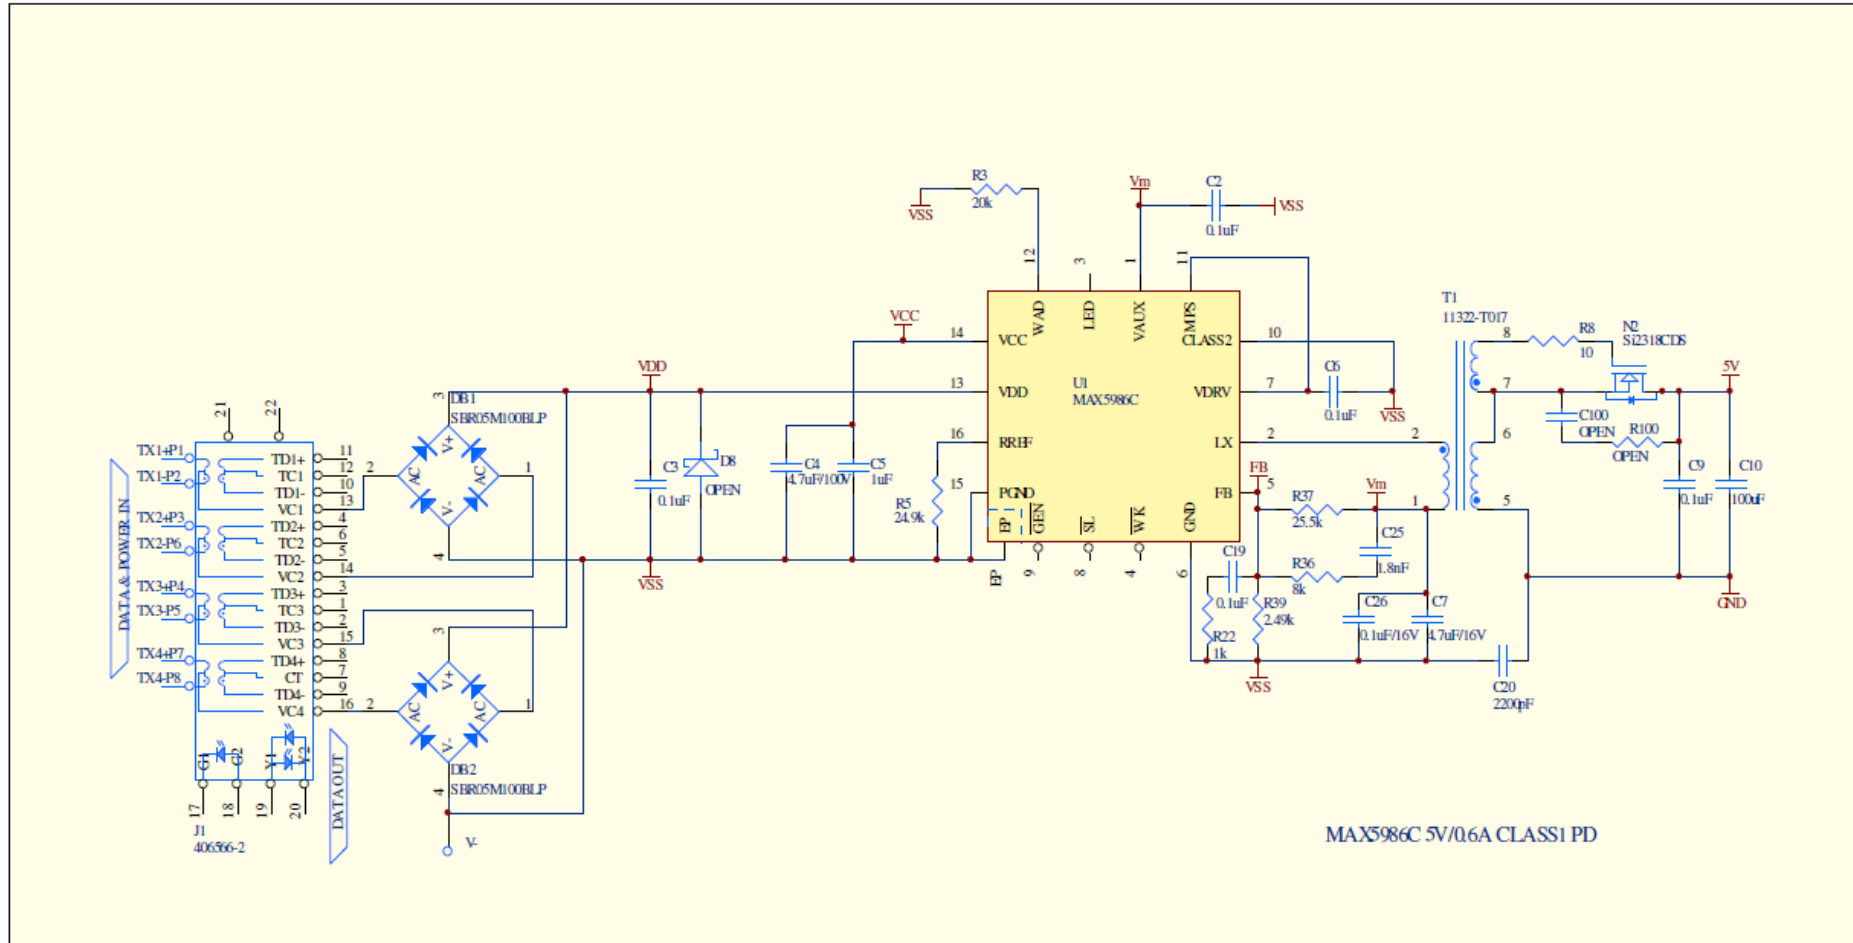 R3
20k
VSS
Vm
C2
0.1uF
VSS
12
3
1
11
WAD
LED
VAUX
MPS
VCC
14
VCC
CLASS2
10
VDD
13
VDD
U1
MAX5986C
VDRV
7
C6
0.1uF
VSS
16
RREF
LX
2
15
PGND
FB
5
FB
EP
GEN
SL
WK
GND
EP
9
8
4
6
T1
11322-T017
8
7
6
5
2
1
R8
10
N2
Si2318CDS
5V
C100
OPEN
R100
OPEN
C9
0.1uF
C10
100uF
GND
R37
25.5k
Vm
C25
1.8nF
R36
8k
C19
0.1uF
R39
2.49k
R22
1k
C26
0.1uF/16V
C7
4.7uF/16V
VSS
C20
2200pF
3
DB1
SBR05M100BLP
V+
AC
AC
V-
2
1
4
C3
0.1uF
D8
OPEN
C4
4.7uF/100V
C5
1uF
R5
24.9k
VSS
21
22
TX1+P1
TX1-P2
TX2+P3
TX2-P6
TX3+P4
TX3-P5
TX4+P7
TX4-P8
DATA & POWER IN
TD1+ 11
TC1 12
TD1- 10
VC1 13
TD2+ 4
TC2 6
TD2- 5
VC2 14
TD3+ 3
TC3 1
TD3- 2
VC3 15
TD4+ 8
CT 7
TD4- 9
VC4 16
G1
G2
Y1
Y2
17
18
19
20
J1
406566-2
DATA OUT
3
V+
AC
AC
V-
2
1
DB2
SBR05M100BLP
4
V-
MAX5986C 5V/0.6A CLASS1 PD